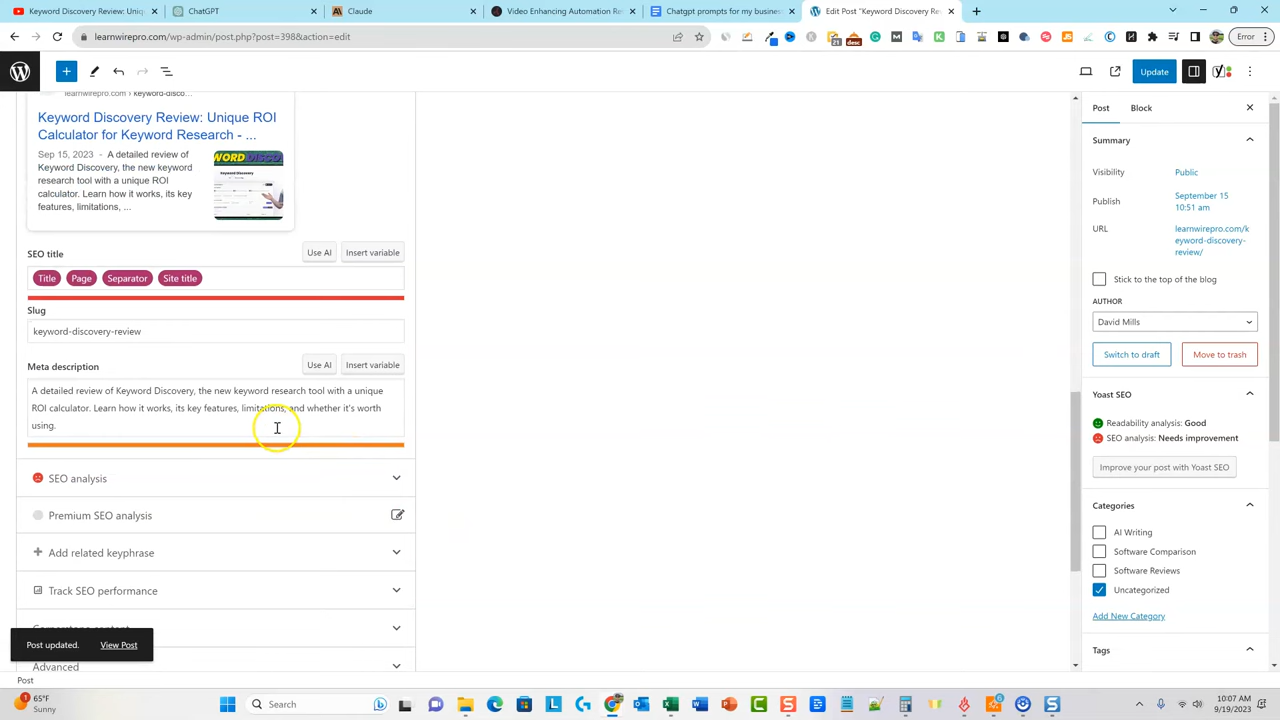 YouTube Keyword Discovery Review: Uniq
ChatGPT
Claude
Video Enhancing Automation Re
Chatgpt prompts for my business
Edit Post "Keyword Discovery Re
learnwirepro.com/wp-admin/post.php?post=398&action=edit
Error
Update
learnwirepro.com › keyword-disco...
Keyword Discovery Review: Unique ROI
Calculator for Keyword Research - ...
Sep 15, 2023 - A detailed review of
Keyword Discovery, the new keyword
research tool with a unique ROI
calculator. Learn how it works, its key
features, limitations, ...
SEO title
Use AI
Insert variable
Title
Page
Separator
Site title
Slug
keyword-discovery-review
Meta description
Use AI
Insert variable
A detailed review of Keyword Discovery, the new keyword research tool with a unique
ROI calculator. Learn how it works, its key features, limitations, and whether it's worth
using.
SEO analysis
Premium SEO analysis
Add related keyphrase
Track SEO performance
Cornerstone content
Post updated.
View Post
Advanced
Post
Post
Block
Summary
Visibility
Public
Publish
September 15
10:51 am
URL
learnwirepro.com/k
eyword-discovery-
review/
Stick to the top of the blog
AUTHOR
David Mills
Switch to draft
Move to trash
Yoast SEO
Readability analysis: Good
SEO analysis: Needs improvement
Improve your post with Yoast SEO
Categories
AI Writing
Software Comparison
Software Reviews
Uncategorized
Add New Category
Tags
65°F
Sunny
Search
10:07 AM
9/19/2023